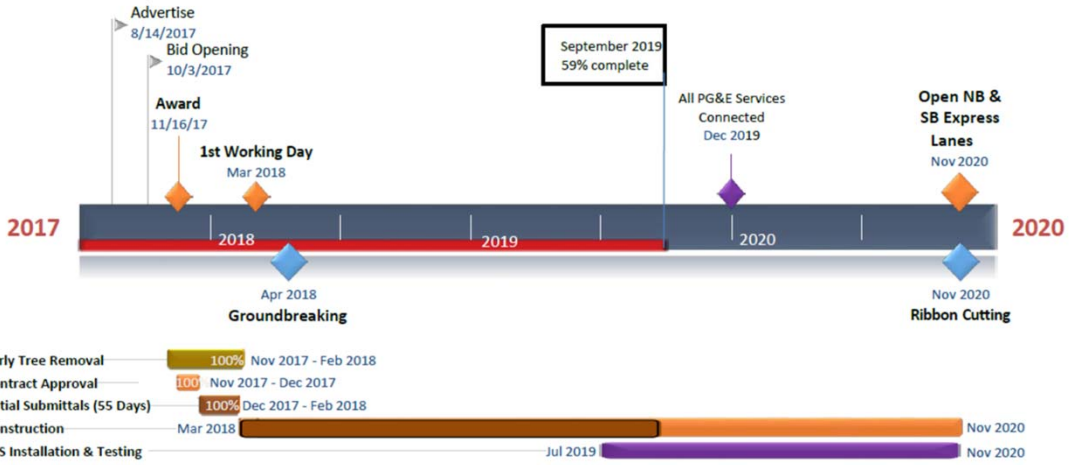 Advertise
8/14/2017
Bid Opening
10/3/2017
Award
11/16/17
1st Working Day
Mar 2018
September 2019
59% complete
All PG&E Services
Connected
Dec 2019
Open NB &
SB Express
Lanes
Nov 2020
2017
2018
2019
2020
2020
Apr 2018
Groundbreaking
Nov 2020
Ribbon Cutting
rly Tree Removal 100% Nov 2017 - Feb 2018
ntract Approval 100% Nov 2017 - Dec 2017
tial Submittals (55 Days) 100% Dec 2017 - Feb 2018
nstruction Mar 2018 Nov 2020
S Installation & Testing Jul 2019 Nov 2020